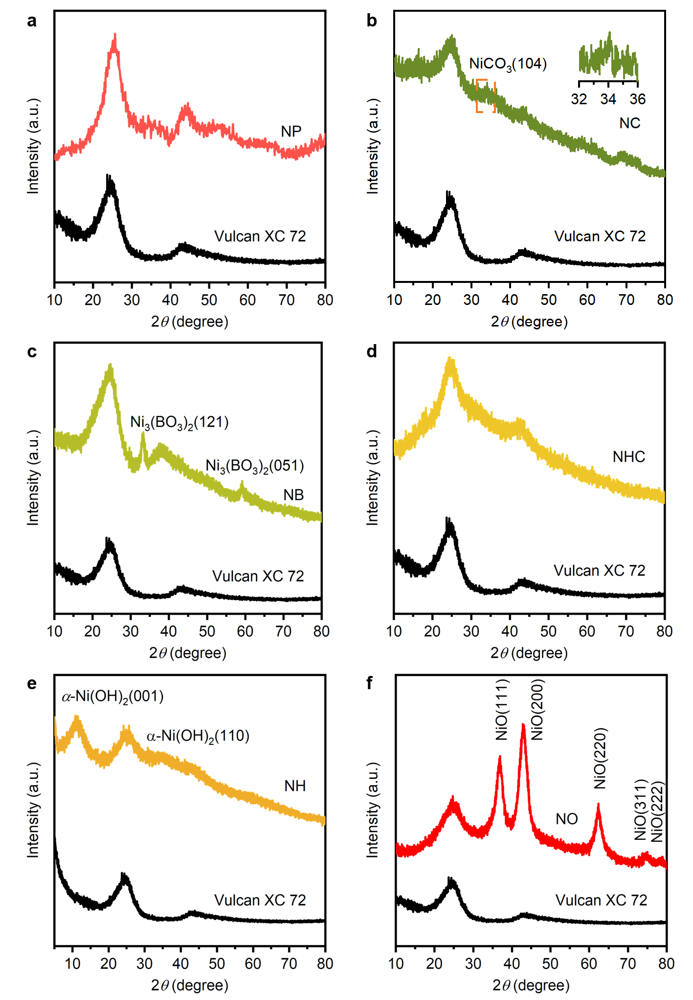 a
NP
Vulcan XC 72
Intensity (a.u.)
10 20 30 40 50 60 70 80
2θ (degree)
b
NiCO₃(104)
32 34 36
NC
Vulcan XC 72
Intensity (a.u.)
10 20 30 40 50 60 70 80
2θ (degree)
c
Ni₃(BO₃)₂(121)
Ni₃(BO₃)₂(051)
NB
Vulcan XC 72
Intensity (a.u.)
10 20 30 40 50 60 70 80
2θ (degree)
d
NHC
Vulcan XC 72
Intensity (a.u.)
10 20 30 40 50 60 70 80
2θ (degree)
e
α-Ni(OH)₂(001)
α-Ni(OH)₂(110)
NH
Vulcan XC 72
Intensity (a.u.)
10 20 30 40 50 60 70 80
2θ (degree)
f
NiO(111)
NiO(200)
NiO(220)
NiO(311)
NiO(222)
NO
Vulcan XC 72
Intensity (a.u.)
10 20 30 40 50 60 70 80
2θ (degree)